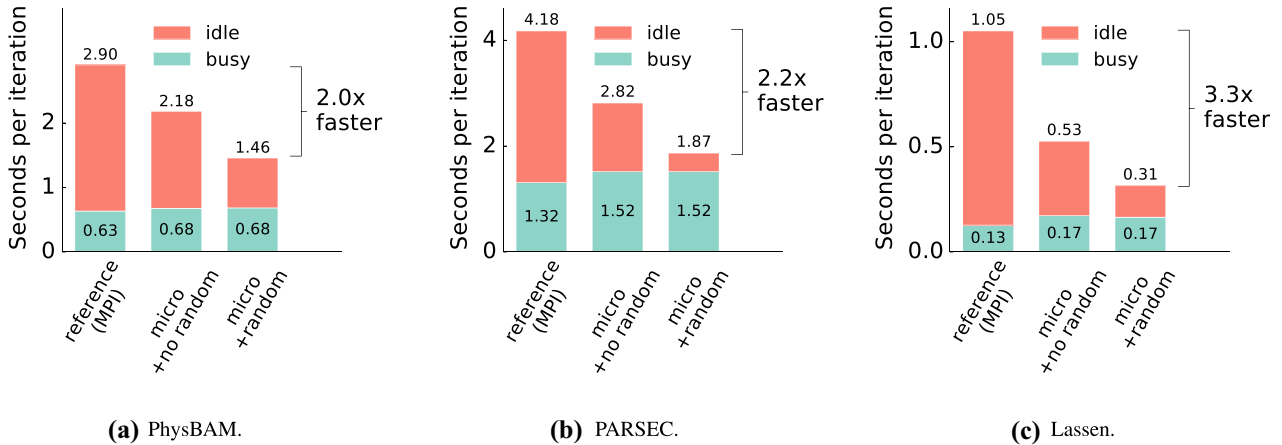 Seconds per iteration
2
1
0
idle
busy
2.90
2.18
1.46
0.63
0.68
0.68
2.0x
faster
reference
(MPI)
micro
+no random
micro
+random
(a) PhysBAM.
Seconds per iteration
4
2
0
idle
busy
4.18
2.82
1.87
1.32
1.52
1.52
2.2x
faster
reference
(MPI)
micro
+no random
micro
+random
(b) PARSEC.
Seconds per iteration
1.0
0.5
0.0
idle
busy
1.05
0.53
0.31
0.13
0.17
0.17
3.3x
faster
reference
(MPI)
micro
+no random
micro
+random
(c) Lassen.